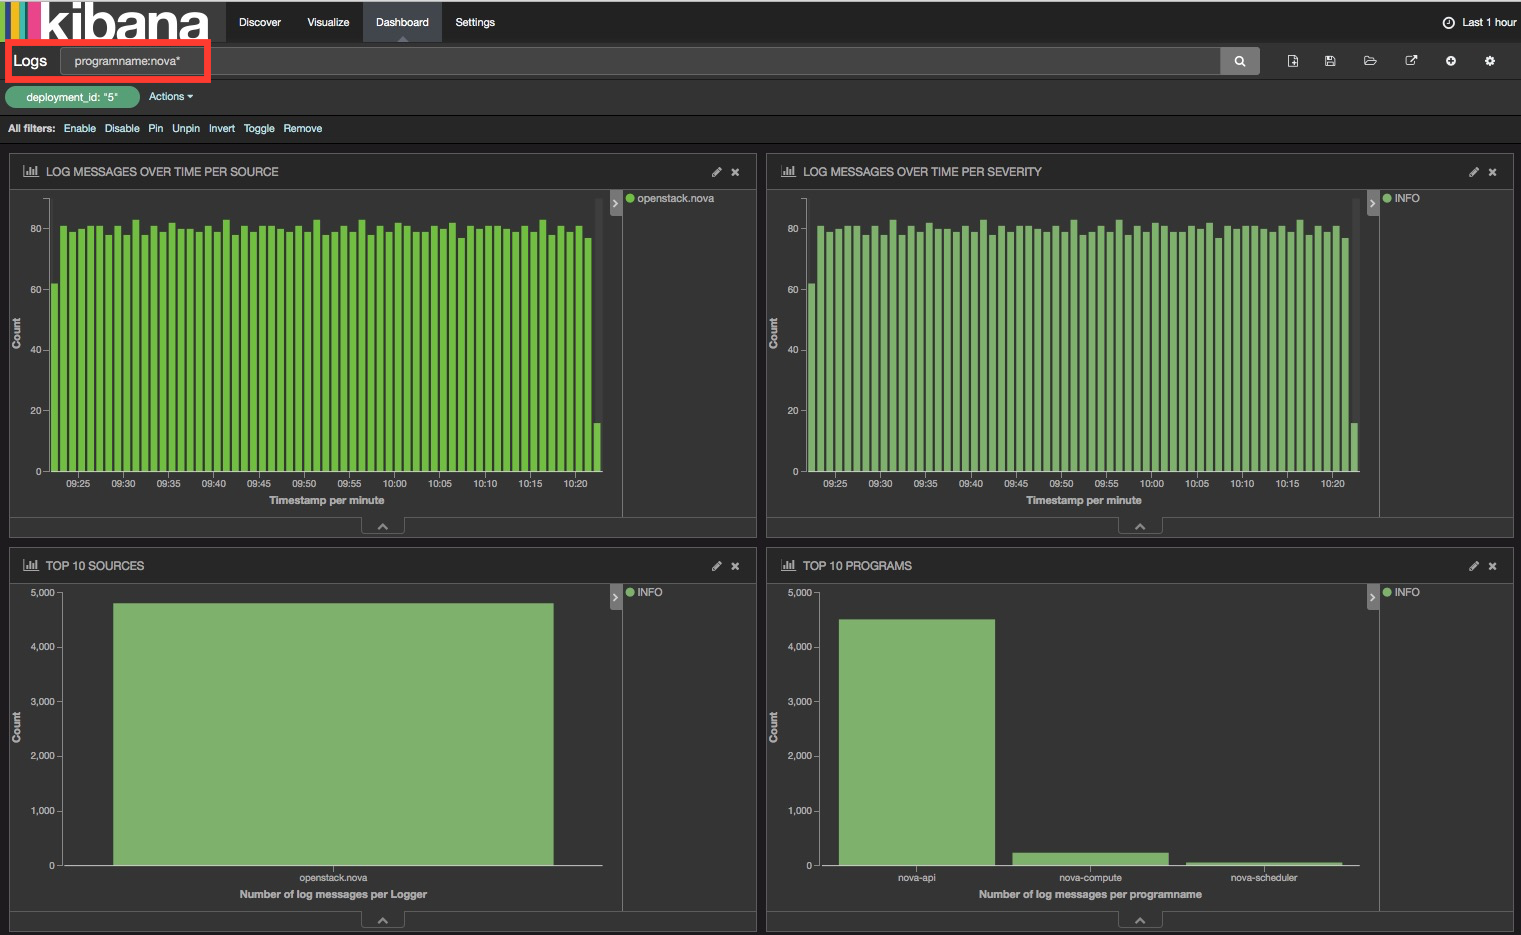 kibana Discover Visualize Dashboard Settings Last 1 hour
Logs programname:nova*
deployment_id: "5" Actions
All filters: Enable Disable Pin Unpin Invert Toggle Remove
LOG MESSAGES OVER TIME PER SOURCE
openstack.nova
80
60
40
20
0
Count
09:25 09:30 09:35 09:40 09:45 09:50 09:55 10:00 10:05 10:10 10:15 10:20
Timestamp per minute
LOG MESSAGES OVER TIME PER SEVERITY
INFO
80
60
40
20
0
Count
09:25 09:30 09:35 09:40 09:45 09:50 09:55 10:00 10:05 10:10 10:15 10:20
Timestamp per minute
TOP 10 SOURCES
INFO
5,000
4,000
3,000
2,000
1,000
0
Count
openstack.nova
Number of log messages per Logger
TOP 10 PROGRAMS
INFO
5,000
4,000
3,000
2,000
1,000
0
Count
nova-api nova-compute nova-scheduler
Number of log messages per programname